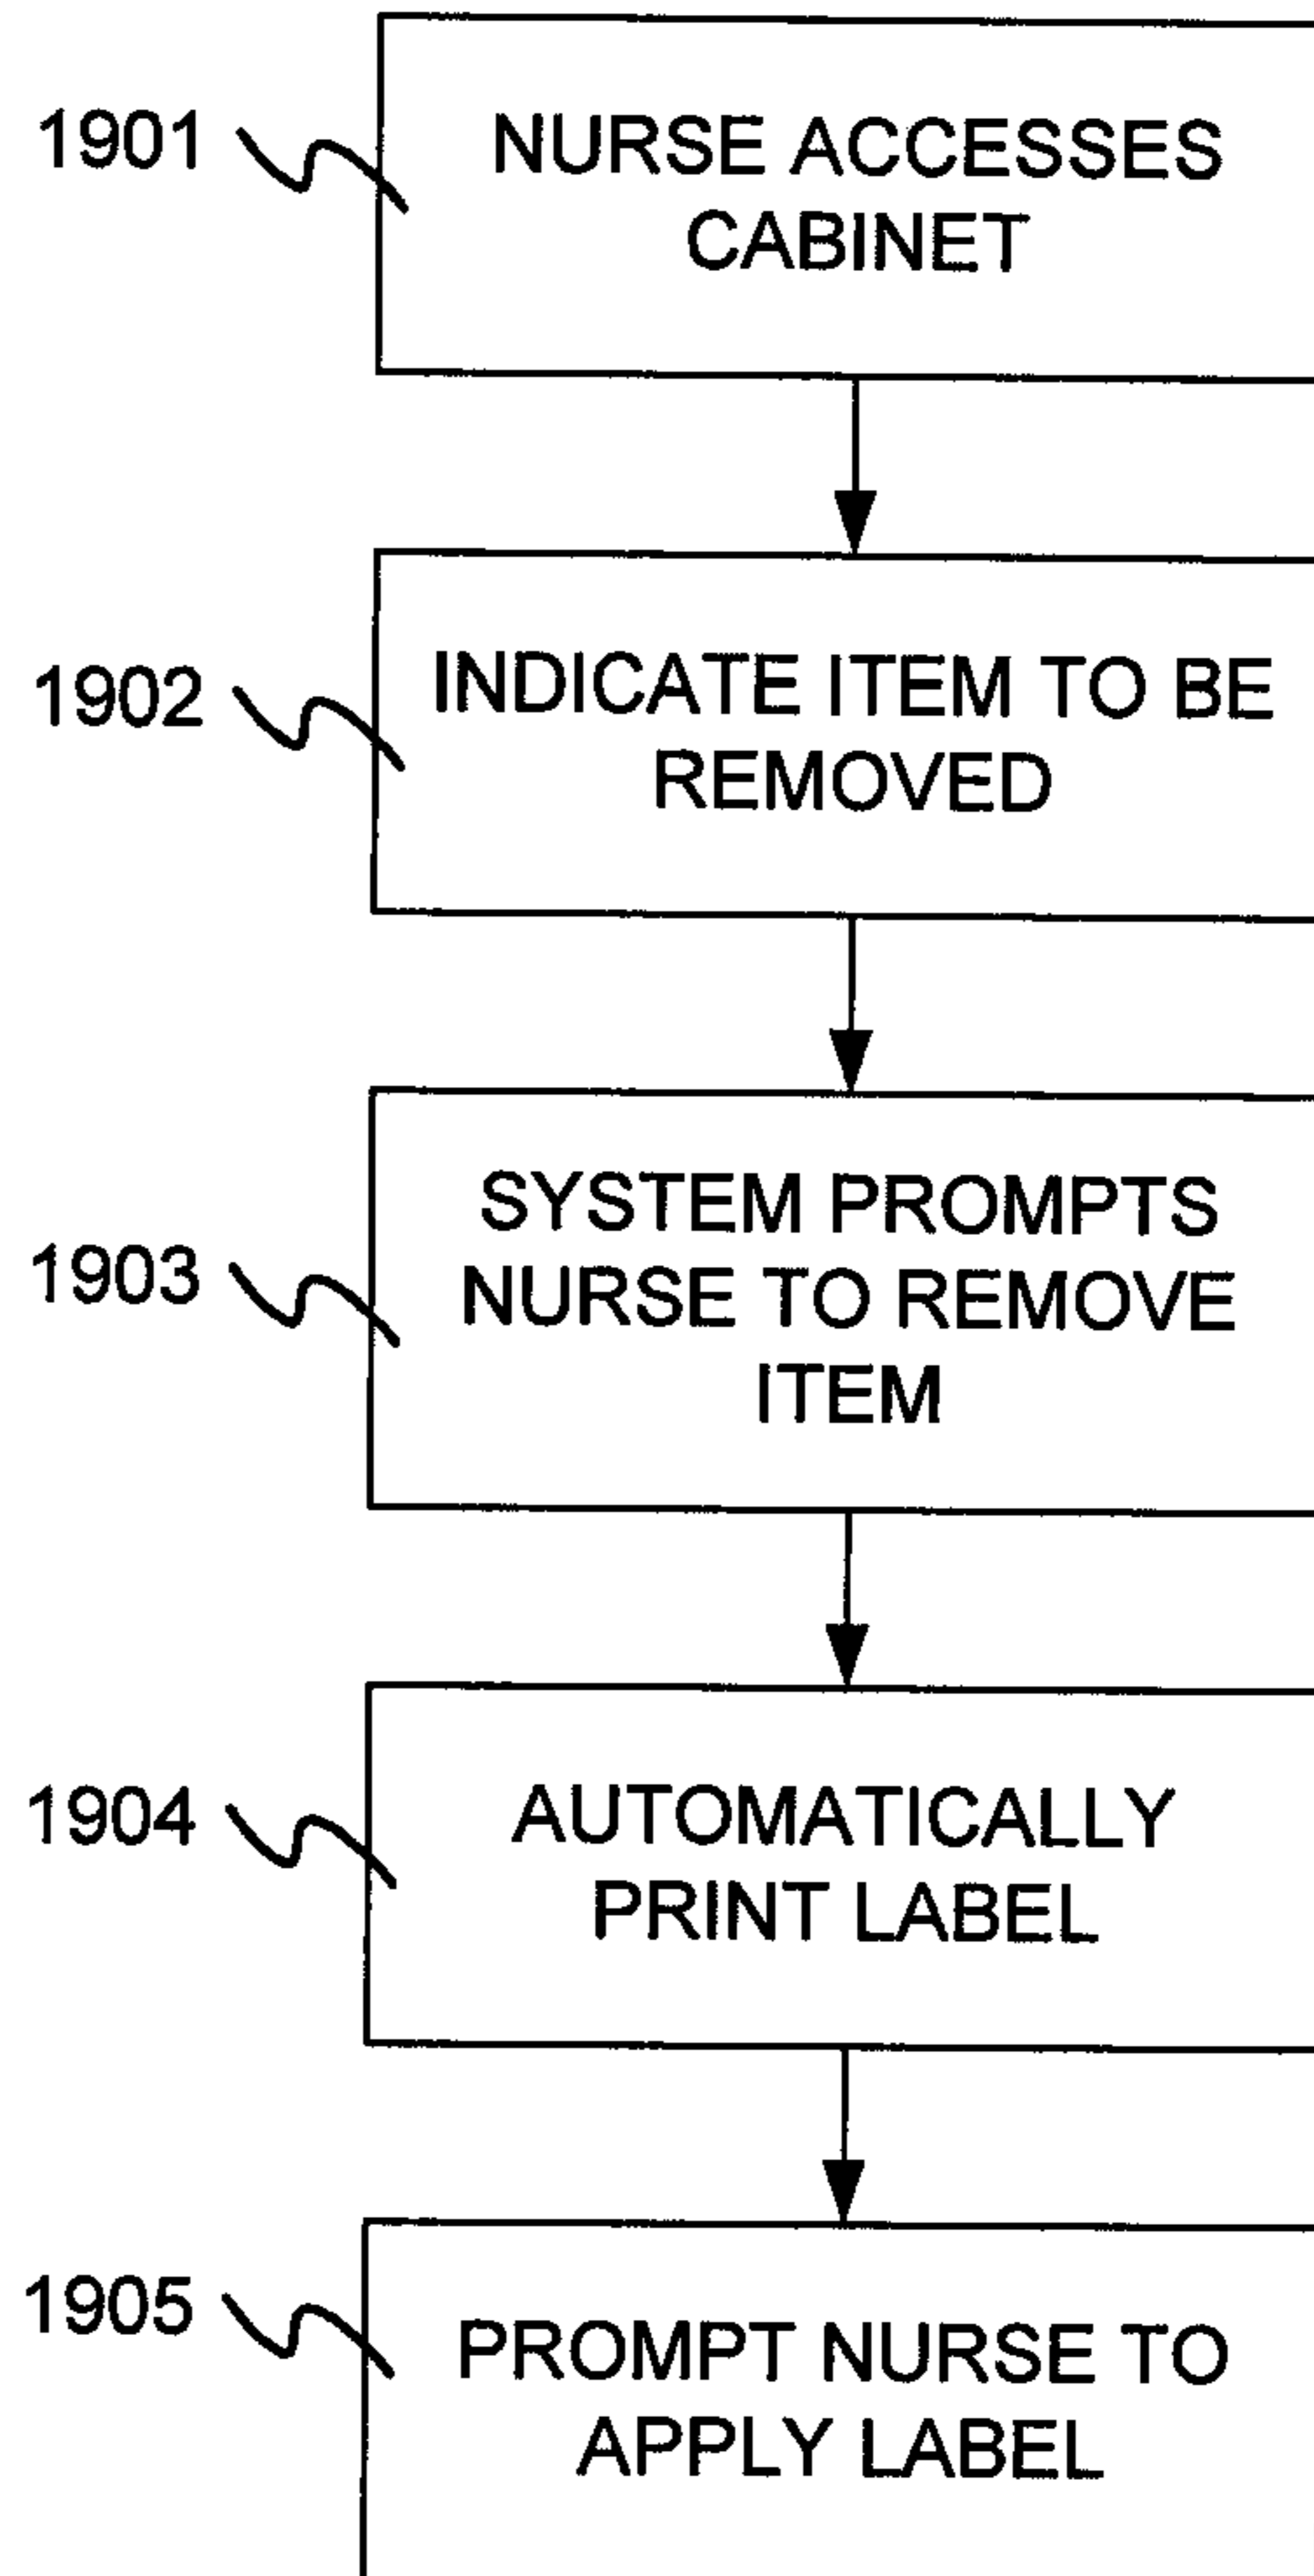 1901
NURSE ACCESSES
CABINET
1902
INDICATE ITEM TO BE
REMOVED
1903
SYSTEM PROMPTS
NURSE TO REMOVE
ITEM
1904
AUTOMATICALLY
PRINT LABEL
1905
PROMPT NURSE TO
APPLY LABEL